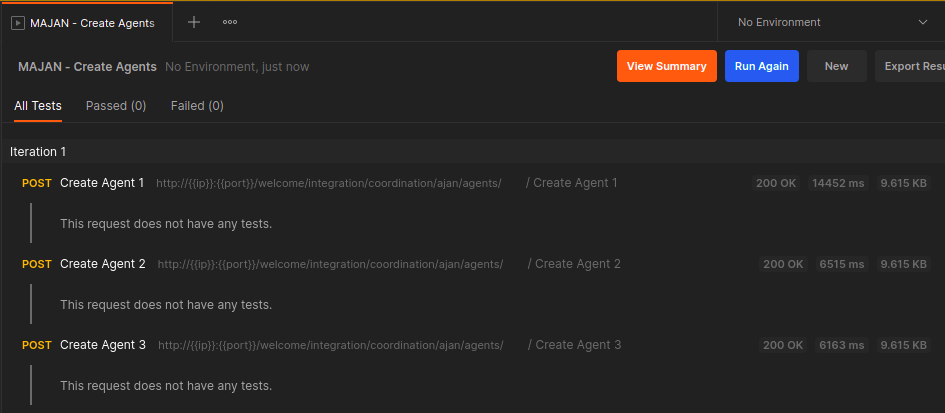 MAJAN - Create Agents
No Environment
MAJAN - Create Agents No Environment, just now View Summary Run Again New Export Resu
All Tests Passed (0) Failed (0)
Iteration 1
POST Create Agent 1 http://{{ip}}:{{port}}/welcome/integration/coordination/ajan/agents/ / Create Agent 1 200 OK 14452 ms 9.615 KB
This request does not have any tests.
POST Create Agent 2 http://{{ip}}:{{port}}/welcome/integration/coordination/ajan/agents/ / Create Agent 2 200 OK 6515 ms 9.615 KB
This request does not have any tests.
POST Create Agent 3 http://{{ip}}:{{port}}/welcome/integration/coordination/ajan/agents/ / Create Agent 3 200 OK 6163 ms 9.615 KB
This request does not have any tests.